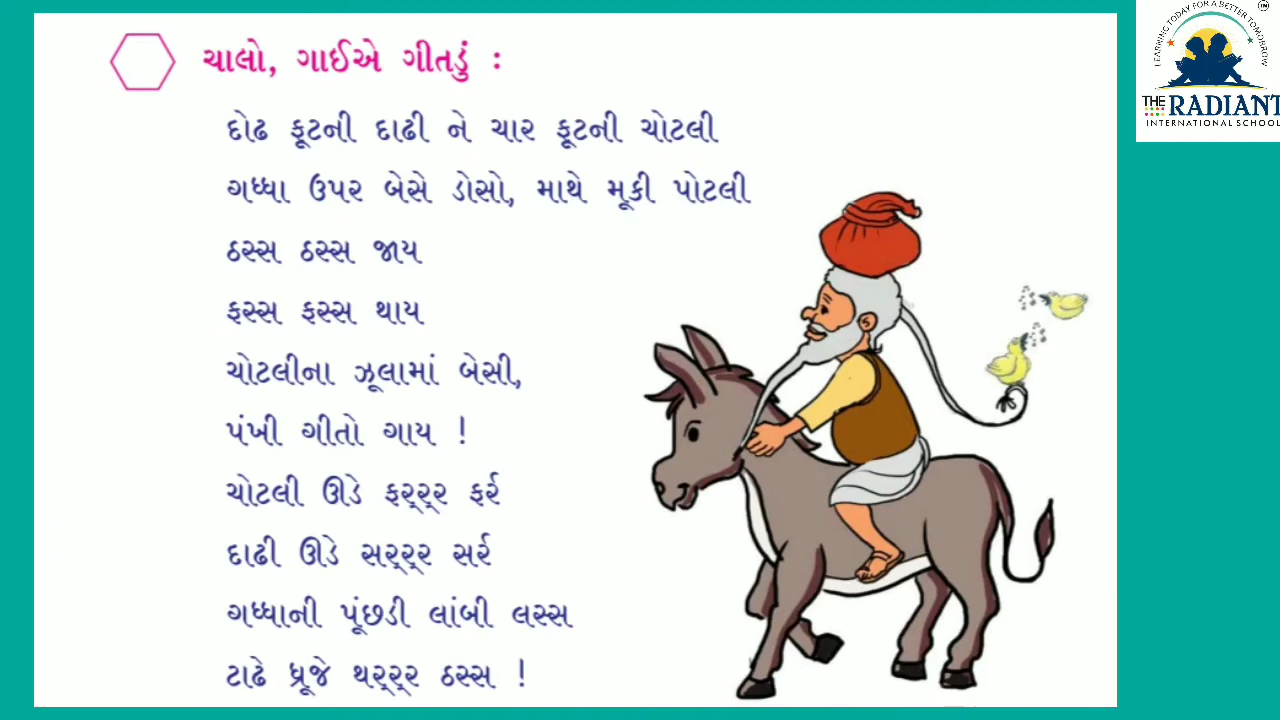 ચાલો, ગાઈએ ગીતડું :
દોઢ ફૂટની દાઢી ને ચાર ફૂટની ચોટલી
ગધ્ધા ઉપર બેસે ડોસો, માથે મૂકી પોટલી
ઠસ્સ ઠસ્સ જાય
ફસ્સ ફસ્સ થાય
ચોટલીના ઝૂલામાં બેસી,
પંખી ગીતો ગાય !
ચોટલી ઊડે ફર્‌ર્‌ર ફર્ર
દાઢી ઊડે સર્‌ર્‌ર સર્ર
ગધ્ધાની પૂંછડી લાંબી લસ્સ
ટાઢે ધ્રૂજે થર્‌ર્‌ર ઠસ્સ !
LEARNING TODAY FOR A BETTER TOMORROW
THE RADIANT
INTERNATIONAL SCHOOL